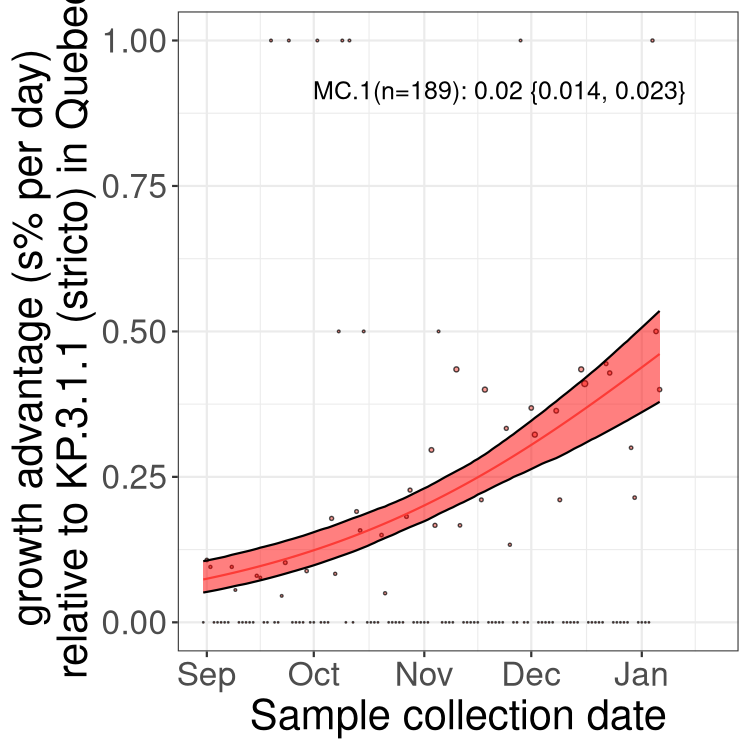 growth advantage (s% per day)
relative to KP.3.1.1 (stricto) in Quebec
1.00
MC.1(n=189): 0.02 {0.014, 0.023}
0.75
0.50
0.25
0.00
Sep Oct Nov Dec Jan
Sample collection date